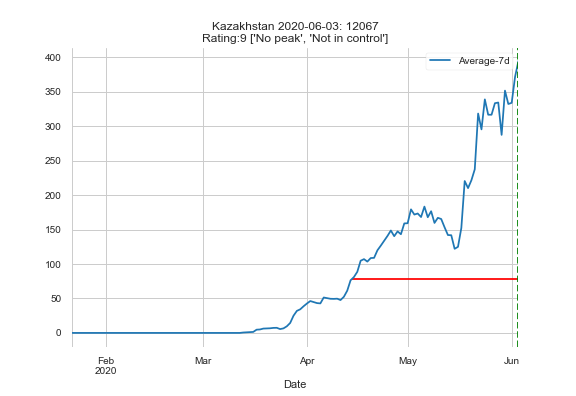 Kazakhstan 2020-06-03: 12067
Rating:9 ['No peak', 'Not in control']
Average-7d
400
350
300
250
200
150
100
50
0
Feb
2020
Mar
Apr
May
Jun
Date